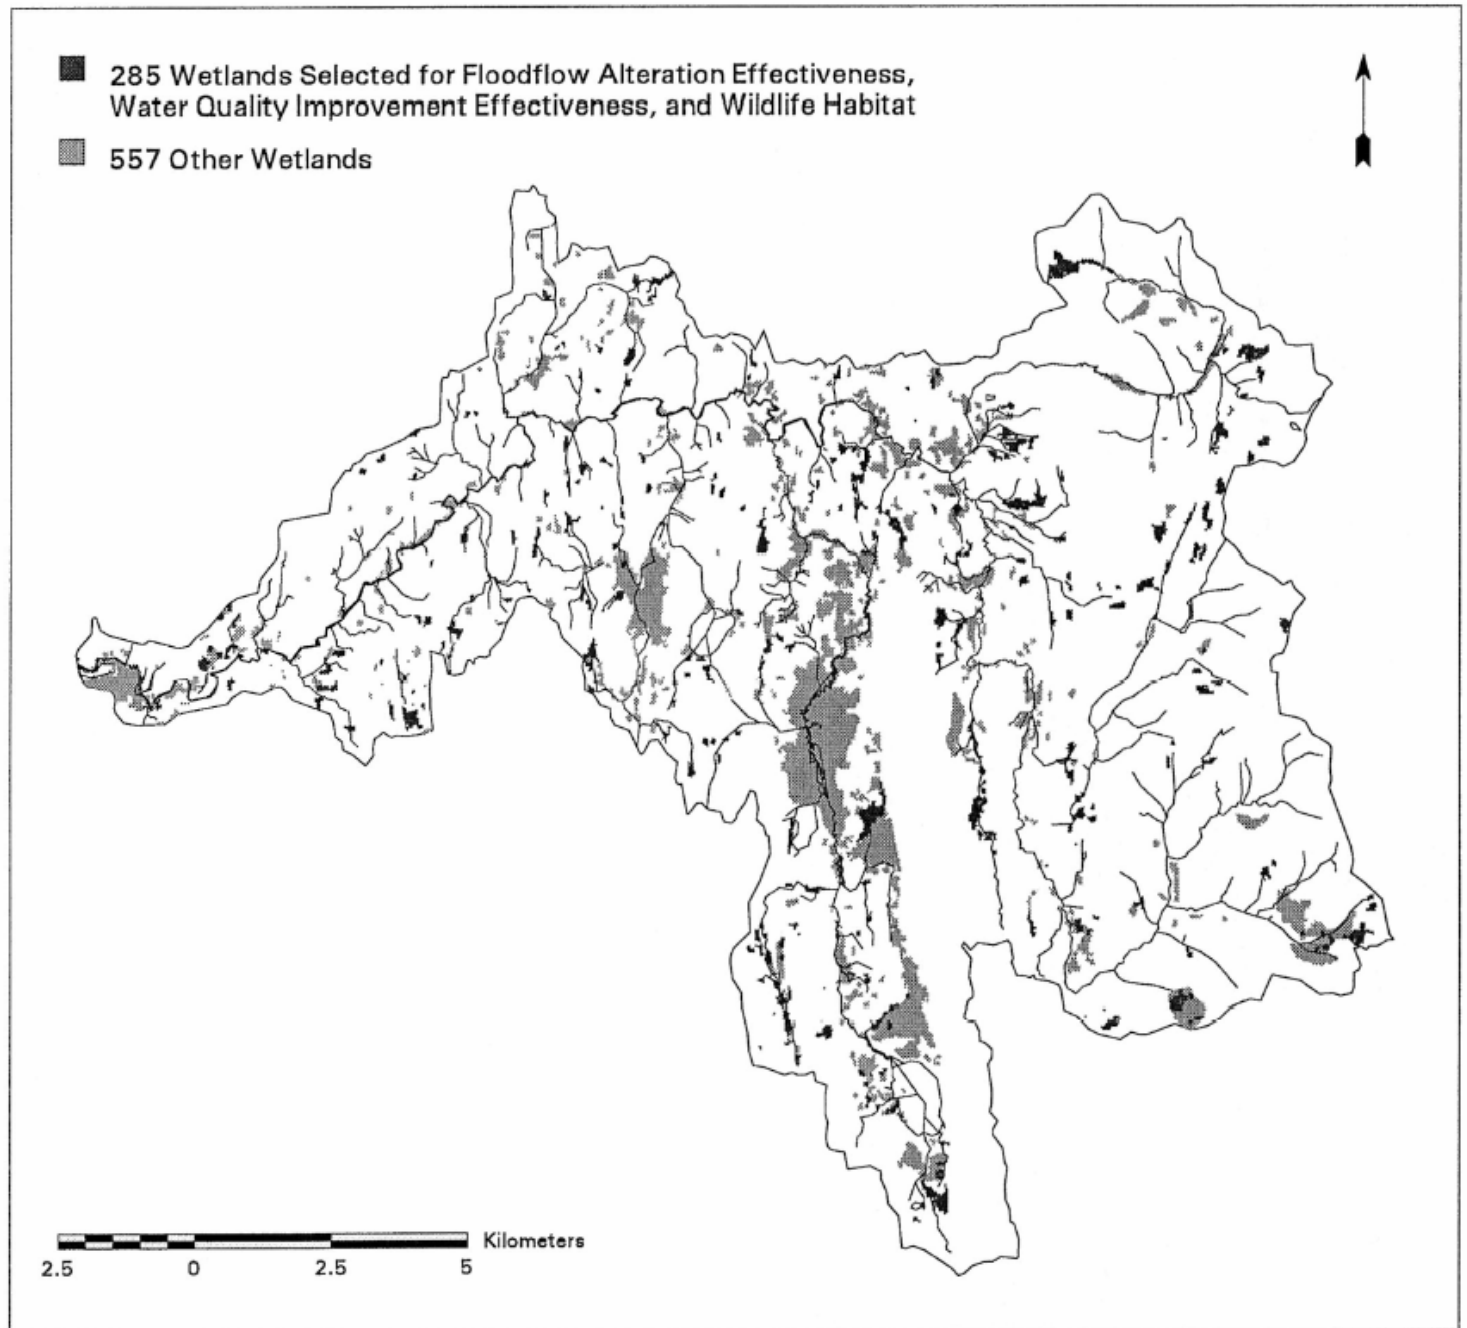 285 Wetlands Selected for Floodflow Alteration Effectiveness,
Water Quality Improvement Effectiveness, and Wildlife Habitat
557 Other Wetlands
Kilometers
2.5 0 2.5 5